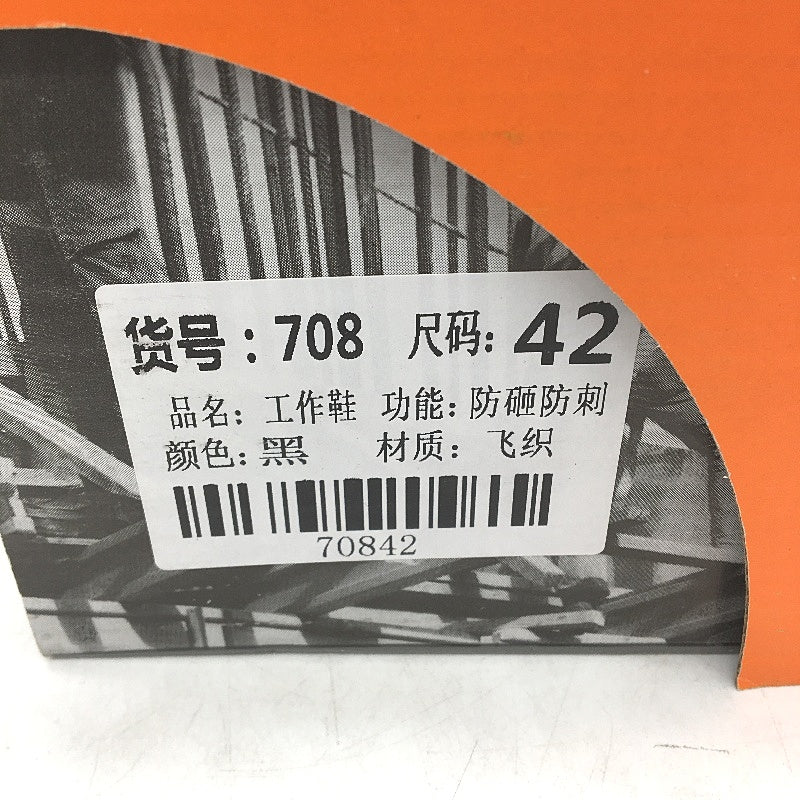 货号：708 尺码：42
品名：工作鞋 功能：防砸防刺
颜色：黑 材质：飞织
70842